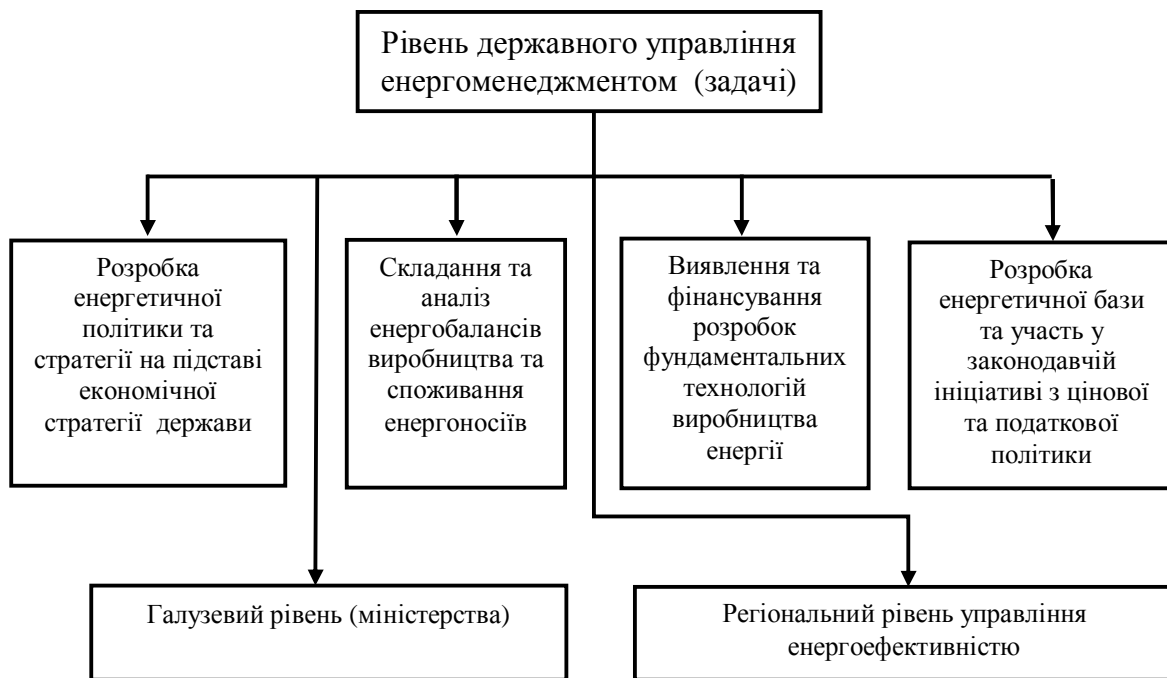 Рівень державного управління
енергоменеджментом (задачі)
Розробка
енергетичної
політики та
стратегії на підставі
економічної
стратегії держави
Складання та
аналіз
енергобалансів
виробництва та
споживання
енергоносіїв
Виявлення та
фінансування
розробок
фундаментальних
технологій
виробництва
енергії
Розробка
енергетичної бази
та участь у
законодавчій
ініціативі з цінової
та податкової
політики
Галузевий рівень (міністерства)
Регіональний рівень управління
енергоефективністю